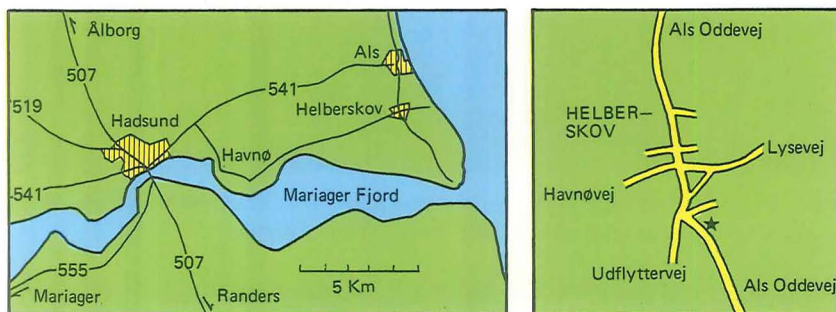 Ålborg
507
Als
541
519
Hadsund
Helberskov
Havnø
541
Mariager Fjord
555
507
5 Km
Mariager
Randers
Als Oddevej
HELBER-
SKOV
Lysevej
Havnøvej
Udflyttervej
Als Oddevej